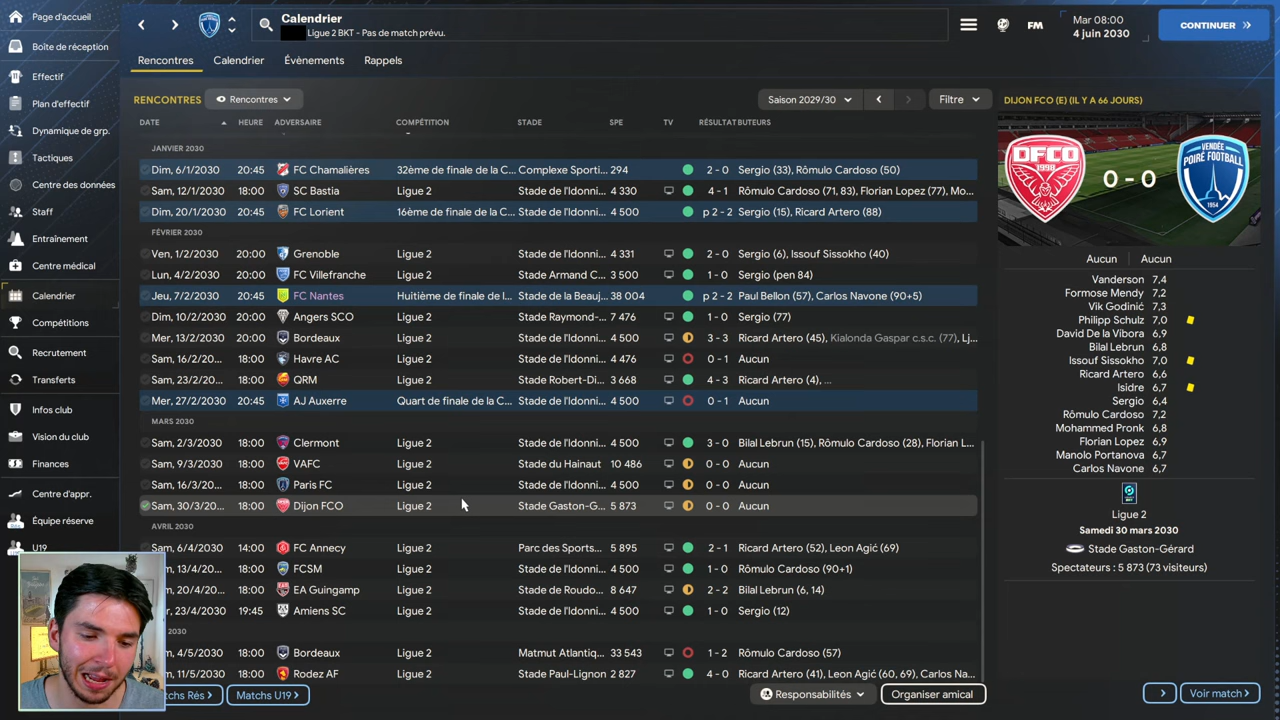 Page d'accueil
Boîte de réception
Effectif
Plan d'effectif
Dynamique de grp.
Tactiques
Centre des données
Staff
Entraînement
Centre médical
Calendrier
Compétitions
Recrutement
Transferts
Infos club
Vision du club
Finances
Centre d'appr.
Équipe réserve
U19
Calendrier
Ligue 2 BKT - Pas de match prévu.
FM
Mar 08:00
4 juin 2030
CONTINUER
Rencontres Calendrier Évènements Rappels
RENCONTRES Rencontres Saison 2029/30 Filtre
DATE HEURE ADVERSAIRE COMPÉTITION STADE SPE TV RÉSULTAT BUTEURS
JANVIER 2030
Dim, 6/1/2030 20:45 FC Chamalières 32ème de finale de la C... Complexe Sporti... 294 2 - 0 Sergio (33), Rômulo Cardoso (50)
Sam, 12/1/2030 18:00 SC Bastia Ligue 2 Stade de l'Idonni... 4 330 4 - 1 Rômulo Cardoso (71, 83), Florian Lopez (77), Mo...
Dim, 20/1/2030 20:45 FC Lorient 16ème de finale de la C... Stade de l'Idonni... 4 500 p 2 - 2 Sergio (15), Ricard Artero (88)
FÉVRIER 2030
Ven, 1/2/2030 20:00 Grenoble Ligue 2 Stade de l'Idonni... 4 331 2 - 0 Sergio (6), Issouf Sissokho (40)
Lun, 4/2/2030 20:00 FC Villefranche Ligue 2 Stade Armand C... 3 500 1 - 0 Sergio (pen 84)
Jeu, 7/2/2030 20:45 FC Nantes Huitième de finale de l... Stade de la Beauj... 38 004 p 2 - 2 Paul Bellon (57), Carlos Navone (90+5)
Dim, 10/2/2030 20:00 Angers SCO Ligue 2 Stade Raymond-... 7 476 1 - 0 Sergio (77)
Mer, 13/2/2030 20:00 Bordeaux Ligue 2 Stade de l'Idonni... 4 500 3 - 3 Ricard Artero (45), Kialonda Gaspar c.s.c. (77), Lj...
Sam, 16/2/20... 18:00 Havre AC Ligue 2 Stade de l'Idonni... 4 476 0 - 1 Aucun
Sam, 23/2/20... 18:00 QRM Ligue 2 Stade Robert-Di... 3 668 4 - 3 Ricard Artero (4), ...
Mer, 27/2/2030 20:45 AJ Auxerre Quart de finale de la C... Stade de l'Idonni... 4 500 0 - 1 Aucun
MARS 2030
Sam, 2/3/2030 18:00 Clermont Ligue 2 Stade de l'Idonni... 4 500 3 - 0 Bilal Lebrun (15), Rômulo Cardoso (28), Florian L...
Sam, 9/3/2030 18:00 VAFC Ligue 2 Stade du Hainaut 10 486 0 - 0 Aucun
Sam, 16/3/2030 18:00 Paris FC Ligue 2 Stade de l'Idonni... 4 500 0 - 0 Aucun
Sam, 30/3/20... 18:00 Dijon FCO Ligue 2 Stade Gaston-G... 5 873 0 - 0 Aucun
AVRIL 2030
Sam, 6/4/2030 14:00 FC Annecy Ligue 2 Parc des Sports... 5 895 2 - 1 Ricard Artero (52), Leon Agić (69)
Sam, 13/4/20... 18:00 FCSM Ligue 2 Stade de l'Idonni... 4 500 1 - 0 Rômulo Cardoso (90+1)
20/4/20... 18:00 EA Guingamp Ligue 2 Stade de Roudo... 8 647 2 - 2 Bilal Lebrun (6, 14)
23/4/2030 19:45 Amiens SC Ligue 2 Stade de l'Idonni... 4 500 1 - 0 Sergio (12)
2030
4/5/2030 18:00 Bordeaux Ligue 2 Matmut Atlantiq... 33 543 1 - 2 Rômulo Cardoso (57)
11/5/2030 18:00 Rodez AF Ligue 2 Stade Paul-Lignon 2 827 4 - 0 Ricard Artero (41), Leon Agić (60, 69), Carlos Na...
Rés Matchs U19 Responsabilités Organiser amical
DIJON FCO (E) (IL Y A 66 JOURS)
DFCO
1998
0 - 0
VENDÉE
POIRÉ FOOTBALL
1954
Aucun Aucun
Vanderson 7,4
Formose Mendy 7,2
Vik Godinić 7,3
Philipp Schulz 7,0
David De la Vibora 6,9
Bilal Lebrun 6,8
Issouf Sissokho 7,0
Ricard Artero 6,6
Isidre 6,7
Sergio 6,4
Rômulo Cardoso 7,2
Mohammed Pronk 6,8
Florian Lopez 6,9
Manolo Portanova 6,7
Carlos Navone 6,7
Ligue 2
Samedi 30 mars 2030
Stade Gaston-Gérard
Spectateurs : 5 873 (73 visiteurs)
Voir match